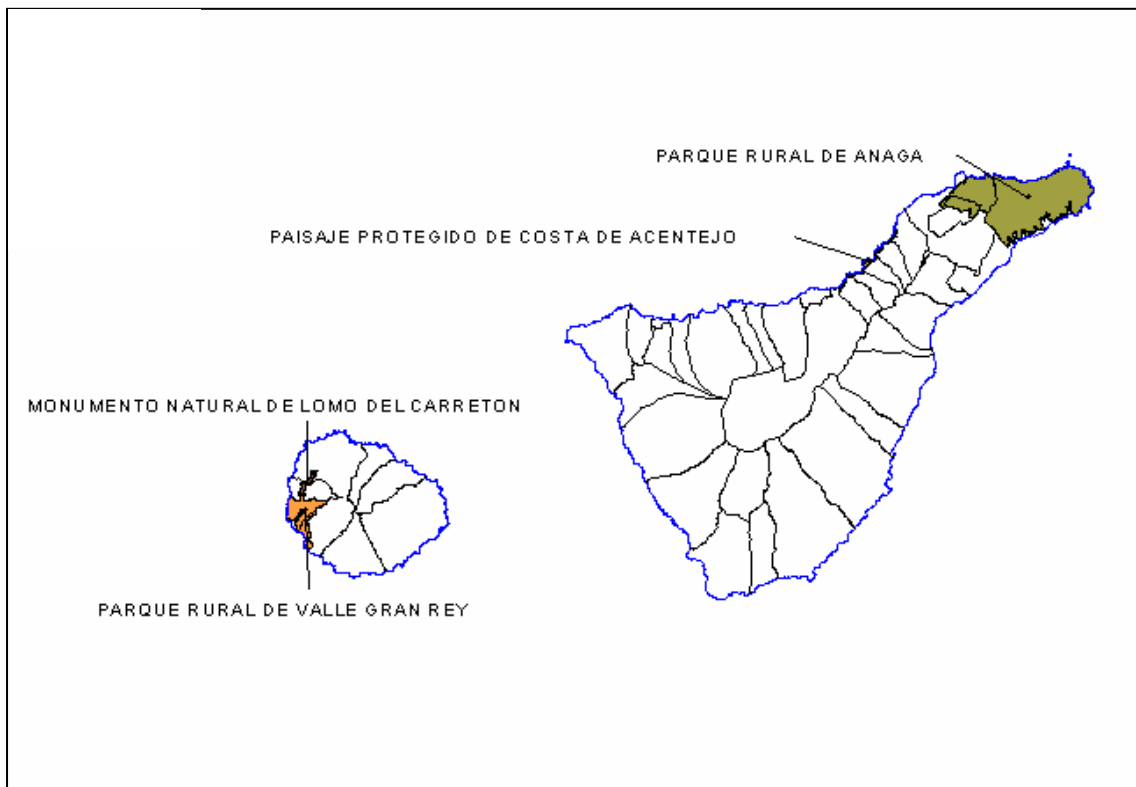 PARQUE RURAL DE ANAGA
PAISAJE PROTEGIDO DE COSTA DE ACENTEJO
MONUMENTO NATURAL DE LOMO DEL CARRETON
PARQUE RURAL DE VALLE GRAN REY